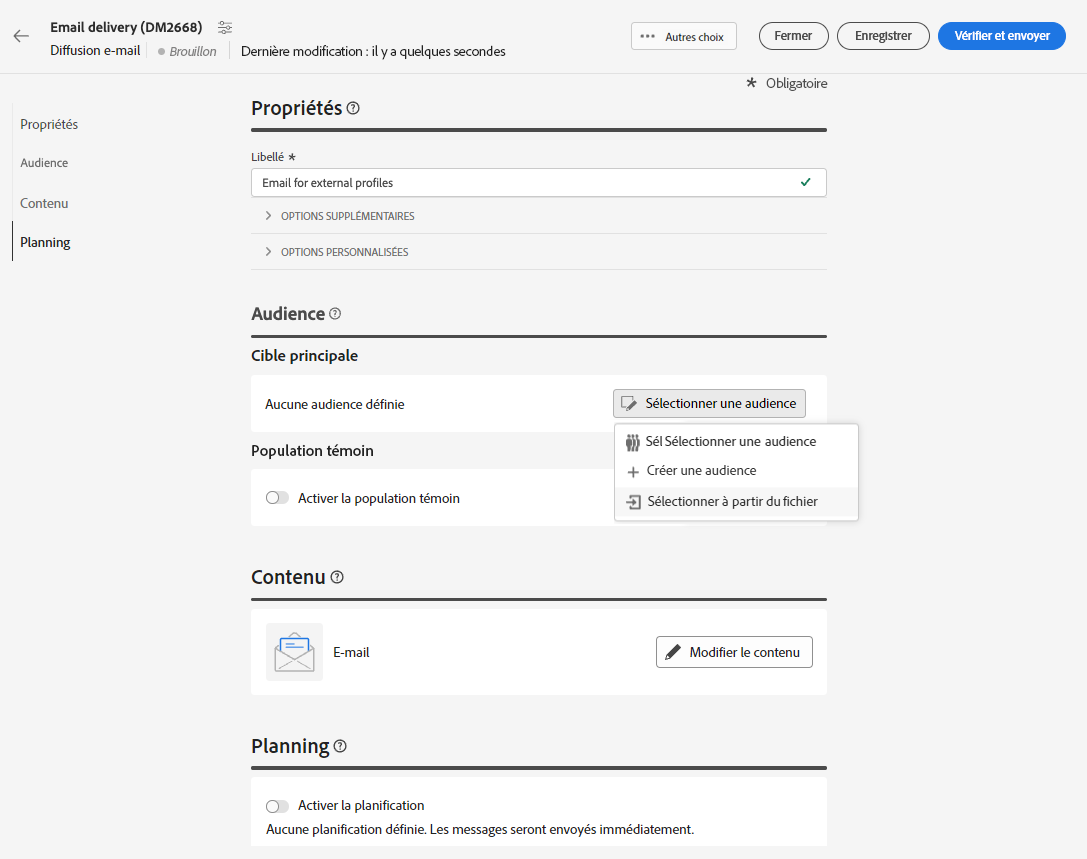 Email delivery (DM2668)
Diffusion e-mail
Brouillon
Dernière modification : il y a quelques secondes
Autres choix
Fermer
Enregistrer
Vérifier et envoyer
* Obligatoire
Propriétés
Audience
Contenu
Planning
Propriétés
Libellé *
Email for external profiles
OPTIONS SUPPLÉMENTAIRES
OPTIONS PERSONNALISÉES
Audience
Cible principale
Aucune audience définie
Sélectionner une audience
Sél Sélectionner une audience
Créer une audience
Sélectionner à partir du fichier
Population témoin
Activer la population témoin
Contenu
E-mail
Modifier le contenu
Planning
Activer la planification
Aucune planification définie. Les messages seront envoyés immédiatement.